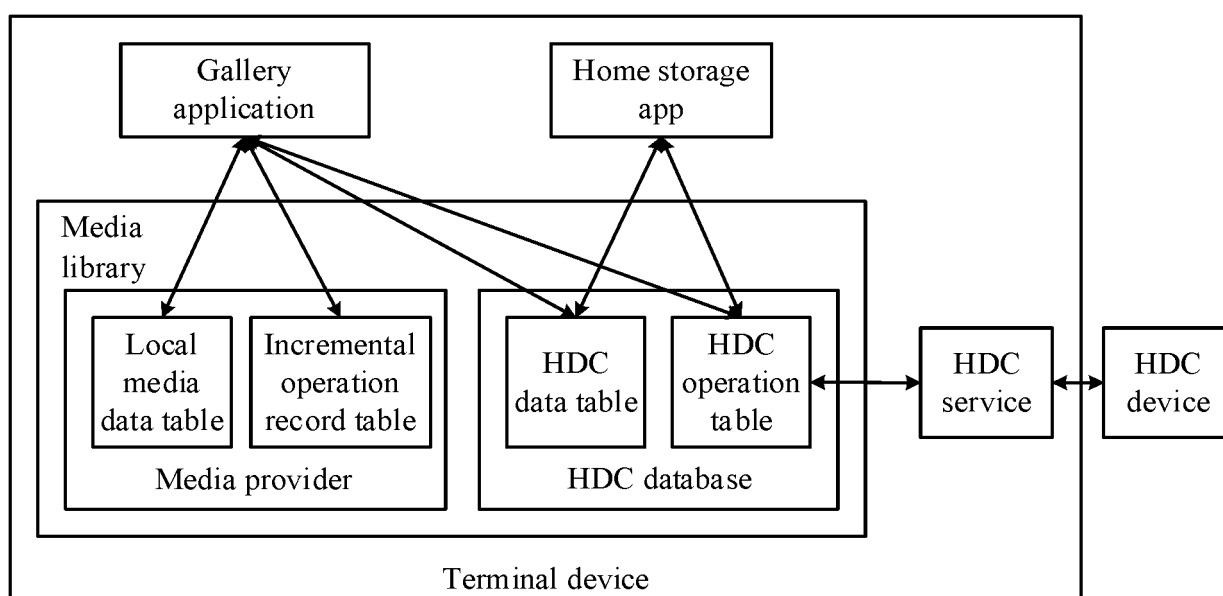 Gallery
application
Home storage
app
Media
library
Local
media
data table
Incremental
operation
record table
Media provider
HDC
data table
HDC
operation
table
HDC database
HDC
service
HDC
device
Terminal device